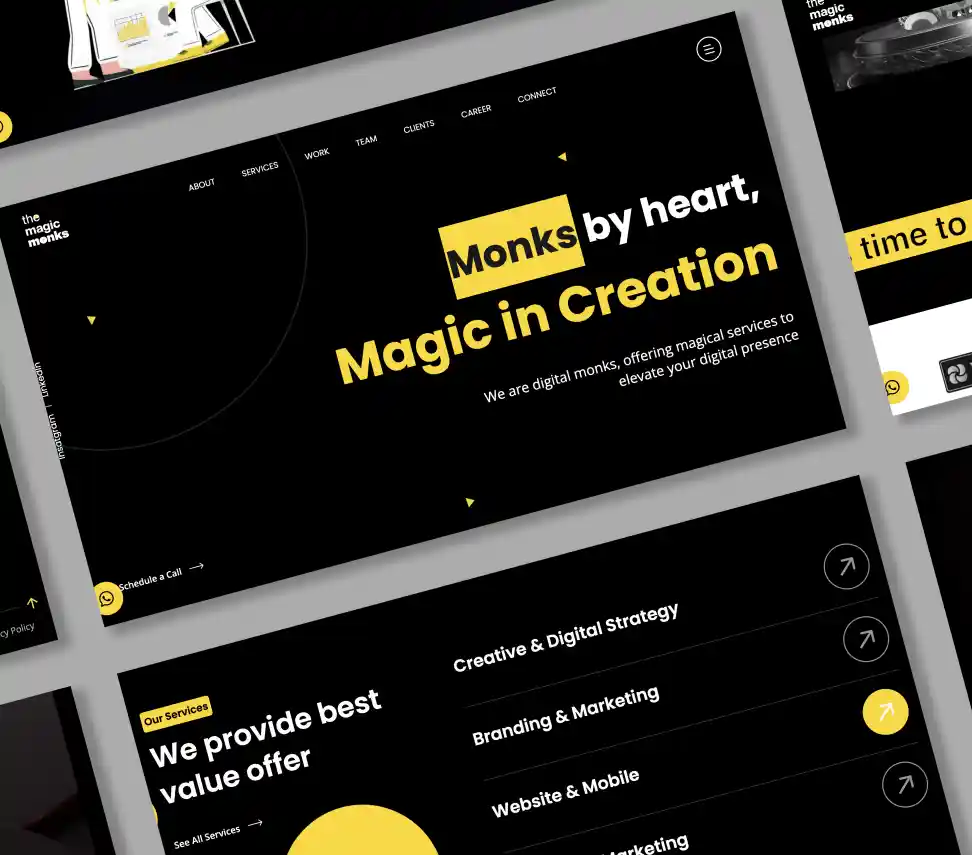 the
magic
monks
ABOUT
SERVICES
WORK
TEAM
CLIENTS
CAREER
CONNECT
Monks by heart,
Magic in Creation
We are digital monks, offering magical services to
elevate your digital presence
Linkedin | Instagram
Schedule a Call
the
magic
monks
time to
cy Policy
Our Services
We provide best
value offer
See All Services
Creative & Digital Strategy
Branding & Marketing
Website & Mobile
arketing